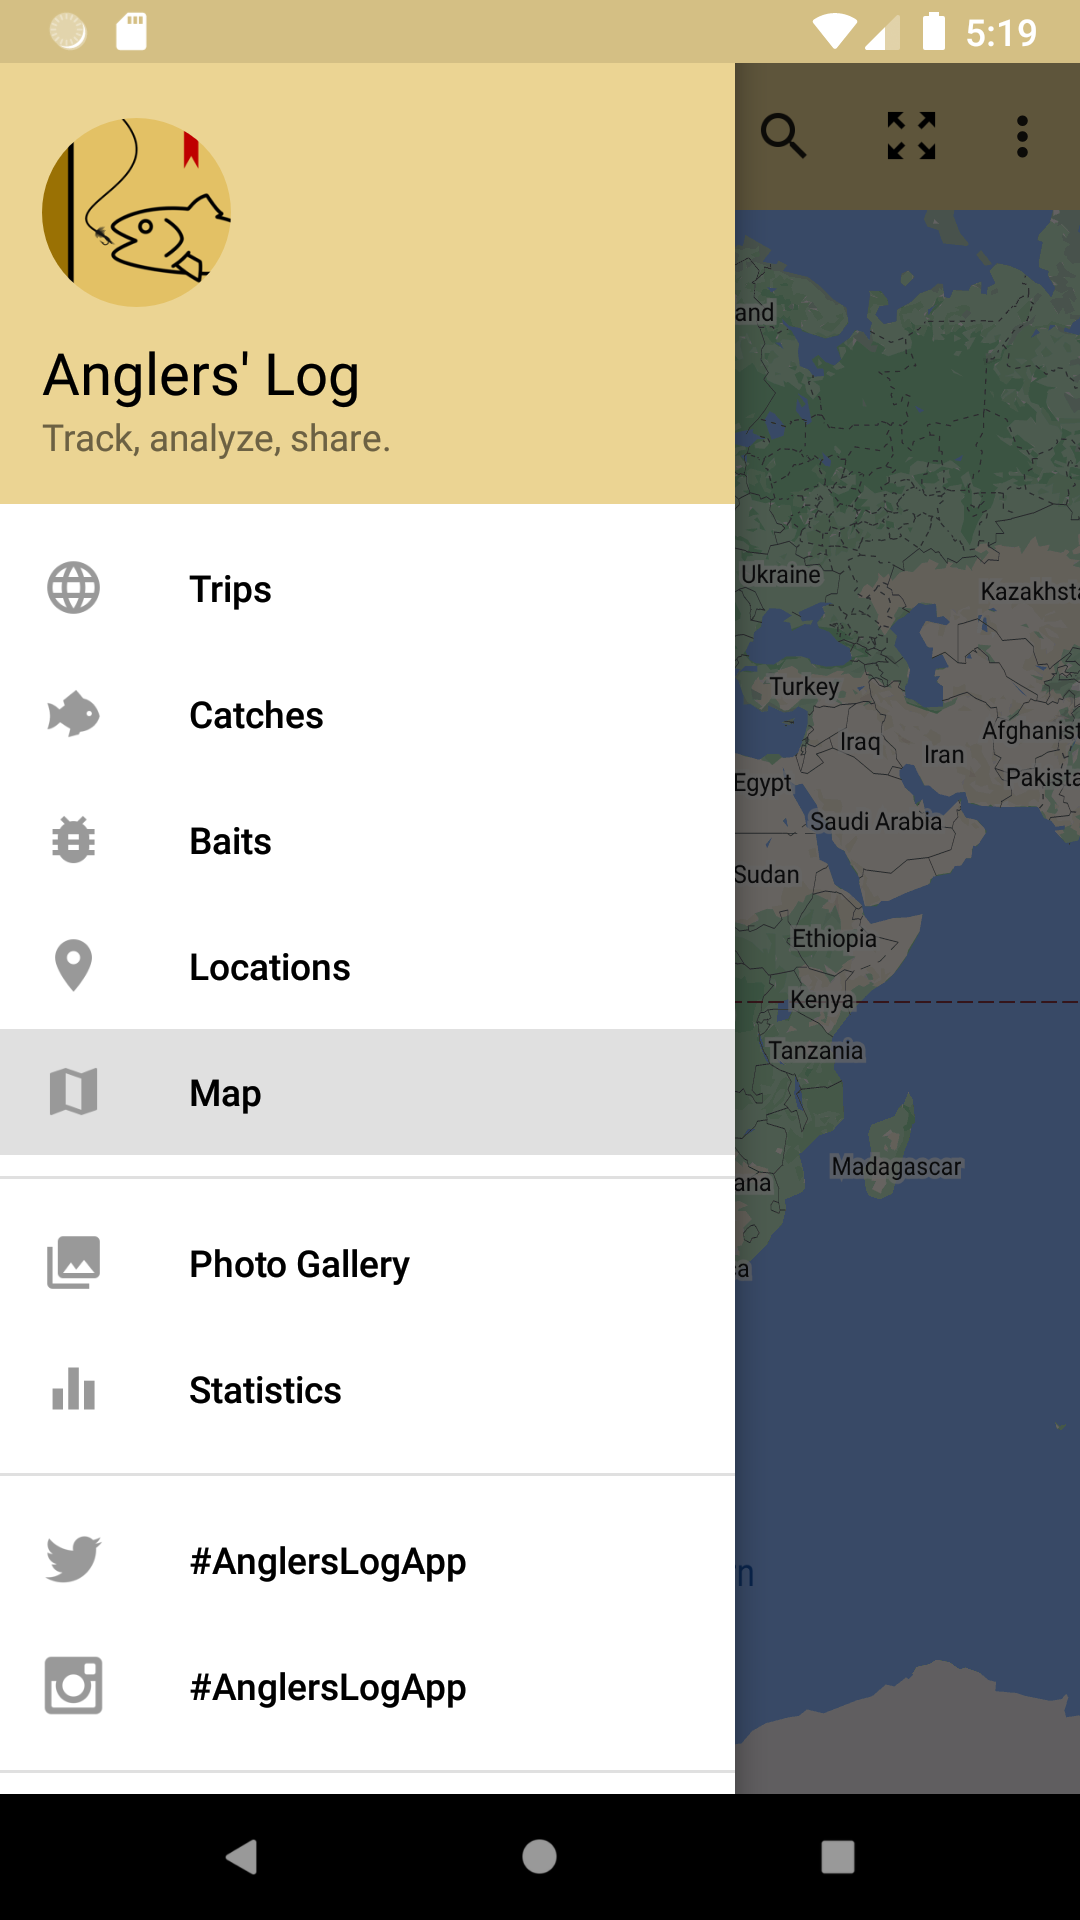 5:19
Anglers' Log
Track, analyze, share.
Trips
Catches
Baits
Locations
Map
Photo Gallery
Statistics
#AnglersLogApp
#AnglersLogApp
and
Ukraine
Kazakhsta
Turkey
Afghanist
Iraq
Iran
Pakista
Egypt
Saudi Arabia
Sudan
Ethiopia
Kenya
Tanzania
Madagascar
ana
a
n